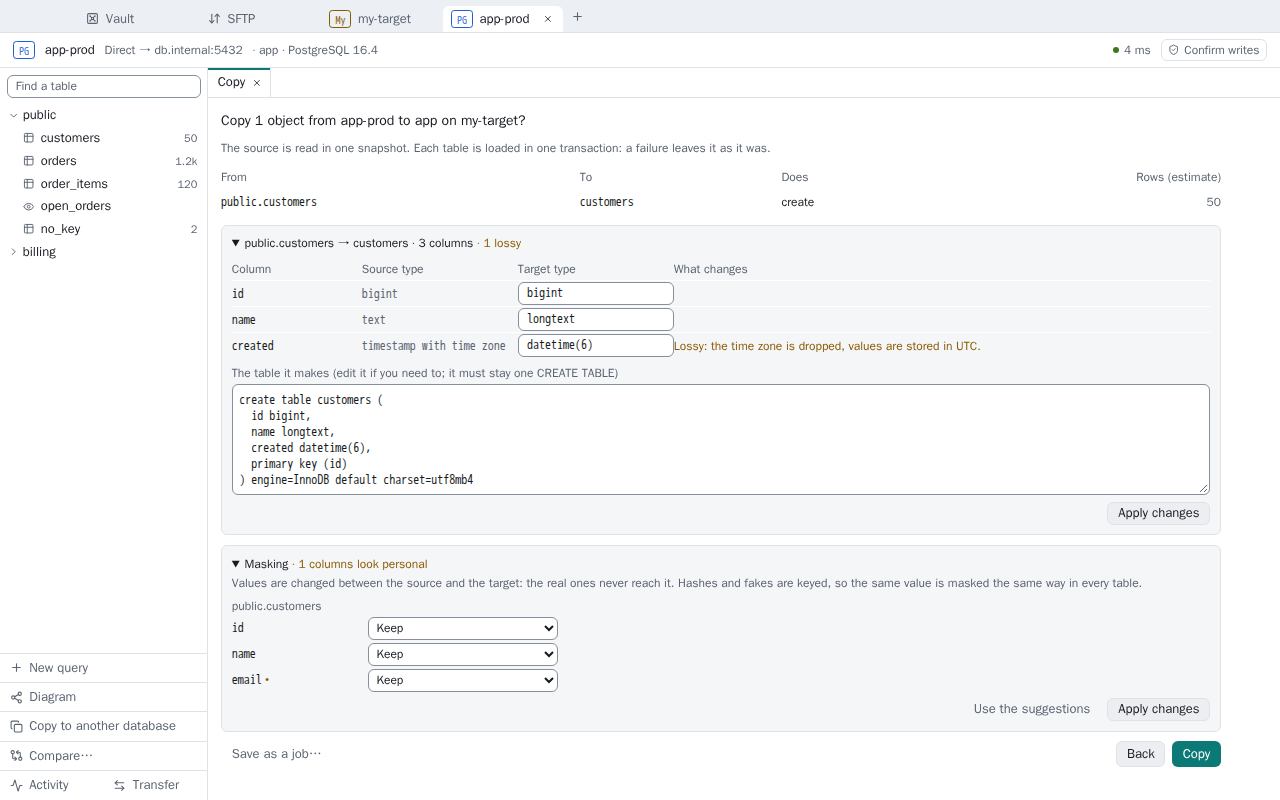 Vault
SFTP
My my-target
PG app-prod ×
+
PG app-prod Direct → db.internal:5432 · app · PostgreSQL 16.4
4 ms
Confirm writes
Find a table
public
customers 50
orders 1.2k
order_items 120
open_orders
no_key 2
billing
New query
Diagram
Copy to another database
Compare···
Activity
Transfer
Copy ×
Copy 1 object from app-prod to app on my-target?
The source is read in one snapshot. Each table is loaded in one transaction: a failure leaves it as it was.
From To Does Rows (estimate)
public.customers customers create 50
▼ public.customers → customers · 3 columns · 1 lossy
Column Source type Target type What changes
id bigint bigint
name text longtext
created timestamp with time zone datetime(6) Lossy: the time zone is dropped, values are stored in UTC.
The table it makes (edit it if you need to; it must stay one CREATE TABLE)
create table customers (
id bigint,
name longtext,
created datetime(6),
primary key (id)
) engine=InnoDB default charset=utf8mb4
Apply changes
▼ Masking · 1 columns look personal
Values are changed between the source and the target: the real ones never reach it. Hashes and fakes are keyed, so the same value is masked the same way in every table.
public.customers
id Keep
name Keep
email • Keep
Use the suggestions
Apply changes
Save as a job···
Back
Copy